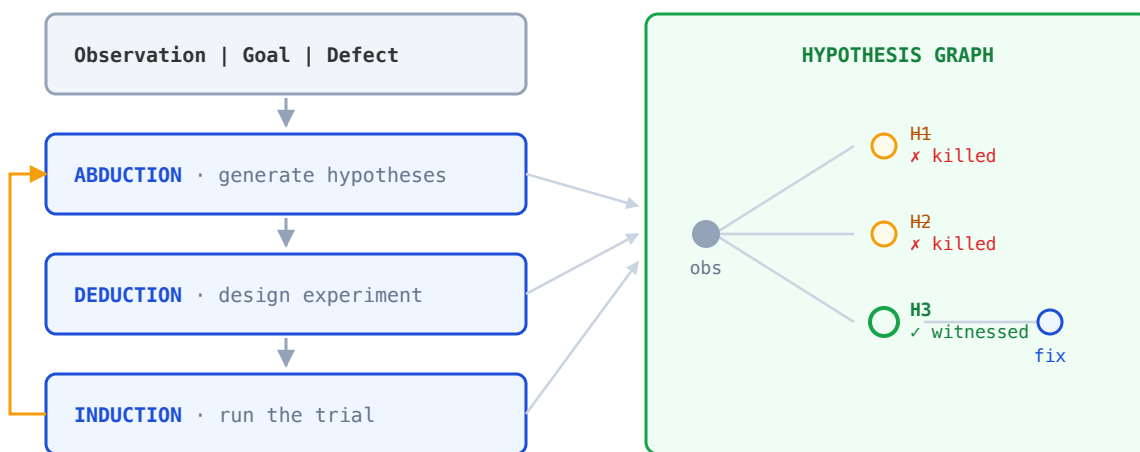 Observation | Goal | Defect
ABDUCTION · generate hypotheses
DEDUCTION · design experiment
INDUCTION · run the trial
HYPOTHESIS GRAPH
obs
H1
✗ killed
H2
✗ killed
H3
✓ witnessed
fix